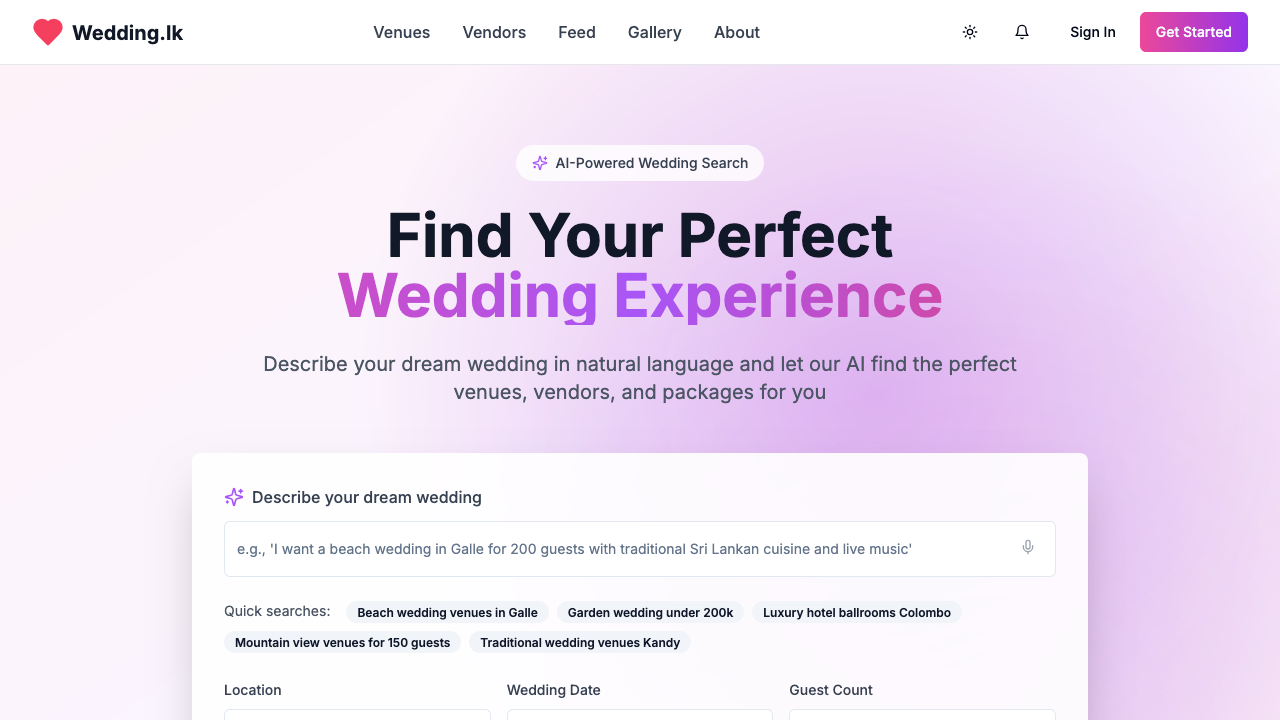 Wedding.lk
Venues
Vendors
Feed
Gallery
About
Sign In
Get Started
AI-Powered Wedding Search
Find Your Perfect
Wedding Experience
Describe your dream wedding in natural language and let our AI find the perfect
venues, vendors, and packages for you
Describe your dream wedding
e.g., 'I want a beach wedding in Galle for 200 guests with traditional Sri Lankan cuisine and live music'
Quick searches:
Beach wedding venues in Galle
Garden wedding under 200k
Luxury hotel ballrooms Colombo
Mountain view venues for 150 guests
Traditional wedding venues Kandy
Location
Wedding Date
Guest Count